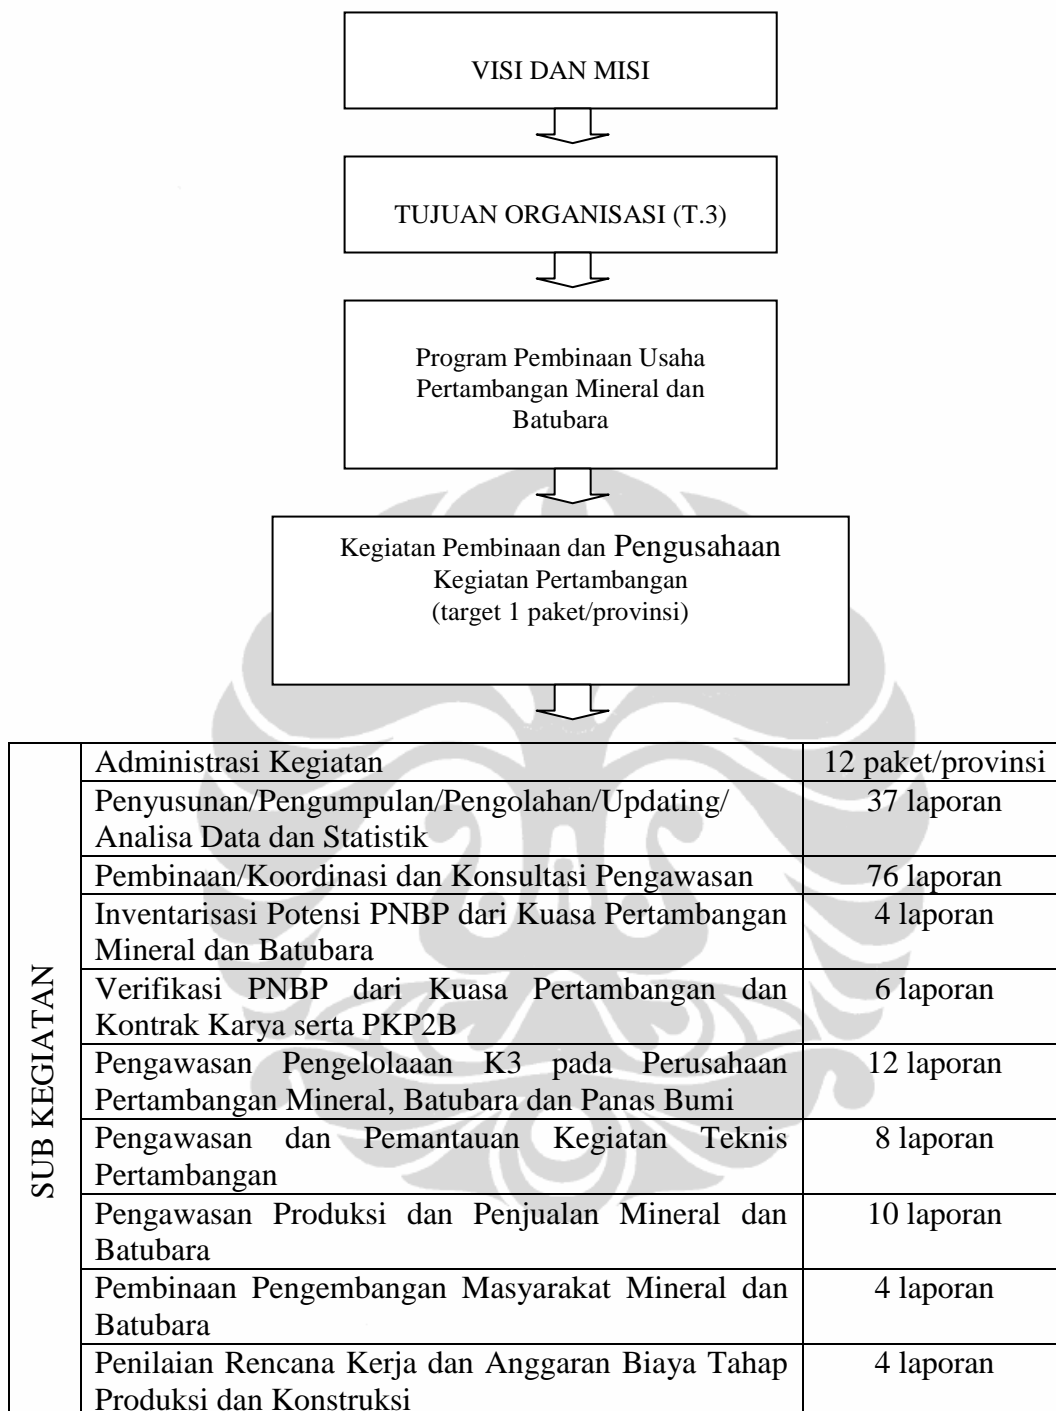 VISI DAN MISI
TUJUAN ORGANISASI (T.3)
Program Pembinaan Usaha
Pertambangan Mineral dan
Batubara
Kegiatan Pembinaan dan Pengusahaan
Kegiatan Pertambangan
(target 1 paket/provinsi)
SUB KEGIATAN
Administrasi Kegiatan 12 paket/provinsi
Penyusunan/Pengumpulan/Pengolahan/Updating/ 37 laporan
Analisa Data dan Statistik
Pembinaan/Koordinasi dan Konsultasi Pengawasan 76 laporan
Inventarisasi Potensi PNBP dari Kuasa Pertambangan 4 laporan
Mineral dan Batubara
Verifikasi PNBP dari Kuasa Pertambangan dan 6 laporan
Kontrak Karya serta PKP2B
Pengawasan Pengelolaaan K3 pada Perusahaan 12 laporan
Pertambangan Mineral, Batubara dan Panas Bumi
Pengawasan dan Pemantauan Kegiatan Teknis 8 laporan
Pertambangan
Pengawasan Produksi dan Penjualan Mineral dan 10 laporan
Batubara
Pembinaan Pengembangan Masyarakat Mineral dan 4 laporan
Batubara
Penilaian Rencana Kerja dan Anggaran Biaya Tahap 4 laporan
Produksi dan Konstruksi